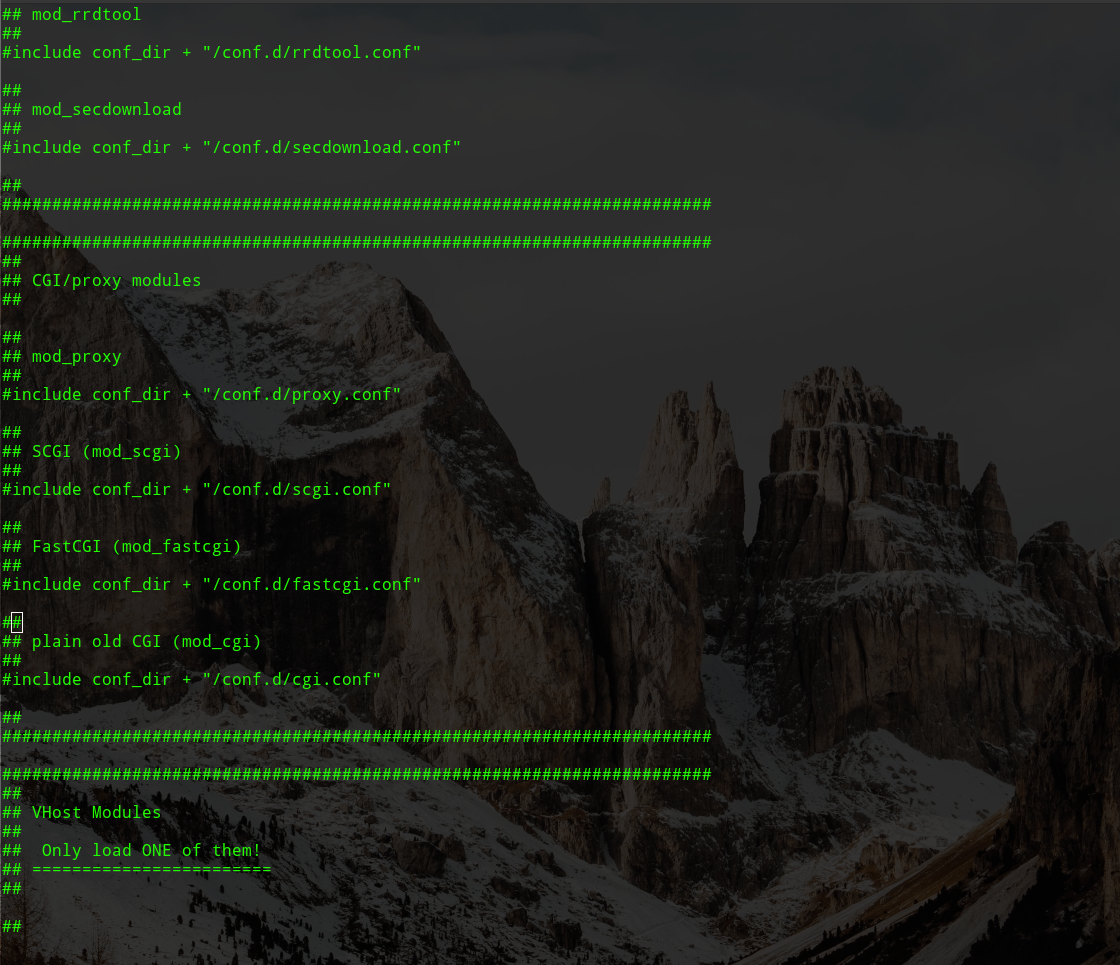 ## mod_rrdtool
##
#include conf_dir + "/conf.d/rrdtool.conf"
##
## mod_secdownload
##
#include conf_dir + "/conf.d/secdownload.conf"
##
#######################################################################
#######################################################################
##
## CGI/proxy modules
##
##
## mod_proxy
##
#include conf_dir + "/conf.d/proxy.conf"
##
## SCGI (mod_scgi)
##
#include conf_dir + "/conf.d/scgi.conf"
##
## FastCGI (mod_fastcgi)
##
#include conf_dir + "/conf.d/fastcgi.conf"
##
## plain old CGI (mod_cgi)
##
#include conf_dir + "/conf.d/cgi.conf"
##
#######################################################################
#######################################################################
##
## VHost Modules
##
##  Only load ONE of them!
## ========================
##
##